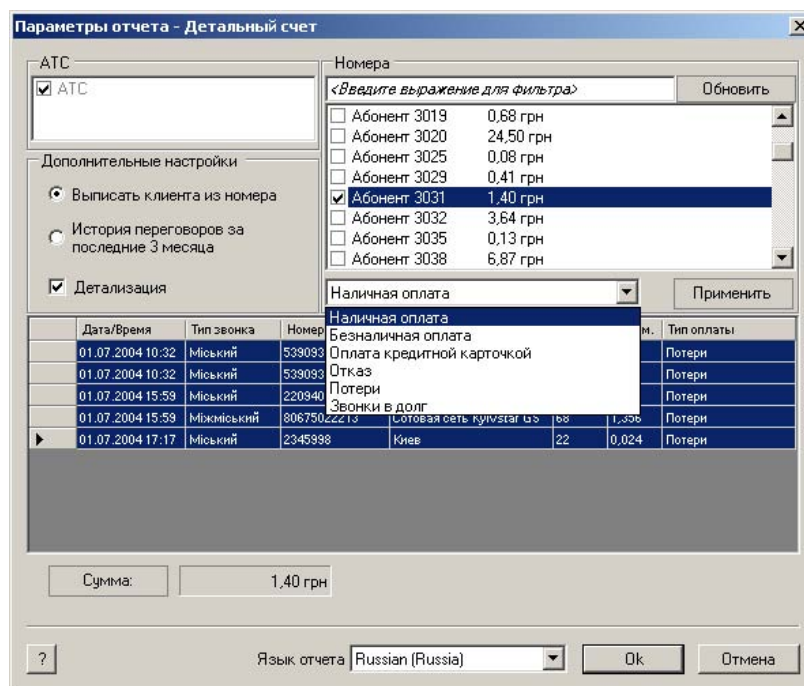 Параметры отчета - Детальный счет
АТС
АТС
Номера
<Введите выражение для фильтра>
Обновить
Абонент 3019 0,68 грн
Абонент 3020 24,50 грн
Абонент 3025 0,08 грн
Абонент 3029 0,41 грн
Абонент 3031 1,40 грн
Абонент 3032 3,64 грн
Абонент 3035 0,13 грн
Абонент 3038 6,87 грн
Дополнительные настройки
Выписать клиента из номера
История переговоров за
последние 3 месяца
Детализация
Наличная оплата
Применить
Наличная оплата
Безналичная оплата
Оплата кредитной карточкой
Отказ
Потери
Звонки в долг
Дата/Время Тип звонка Номер м. Тип оплаты
01.07.2004 10:32 Міський 539093 Потери
01.07.2004 10:32 Міський 539093 Потери
01.07.2004 15:59 Міський 220940 Потери
01.07.2004 15:59 Міжміський 80675022213 Сотовая сеть Kyivstar GS 68 1,356 Потери
01.07.2004 17:17 Міський 2345998 Киев 22 0,024 Потери
Сумма: 1,40 грн
? Язык отчета Russian (Russia) Ok Отмена